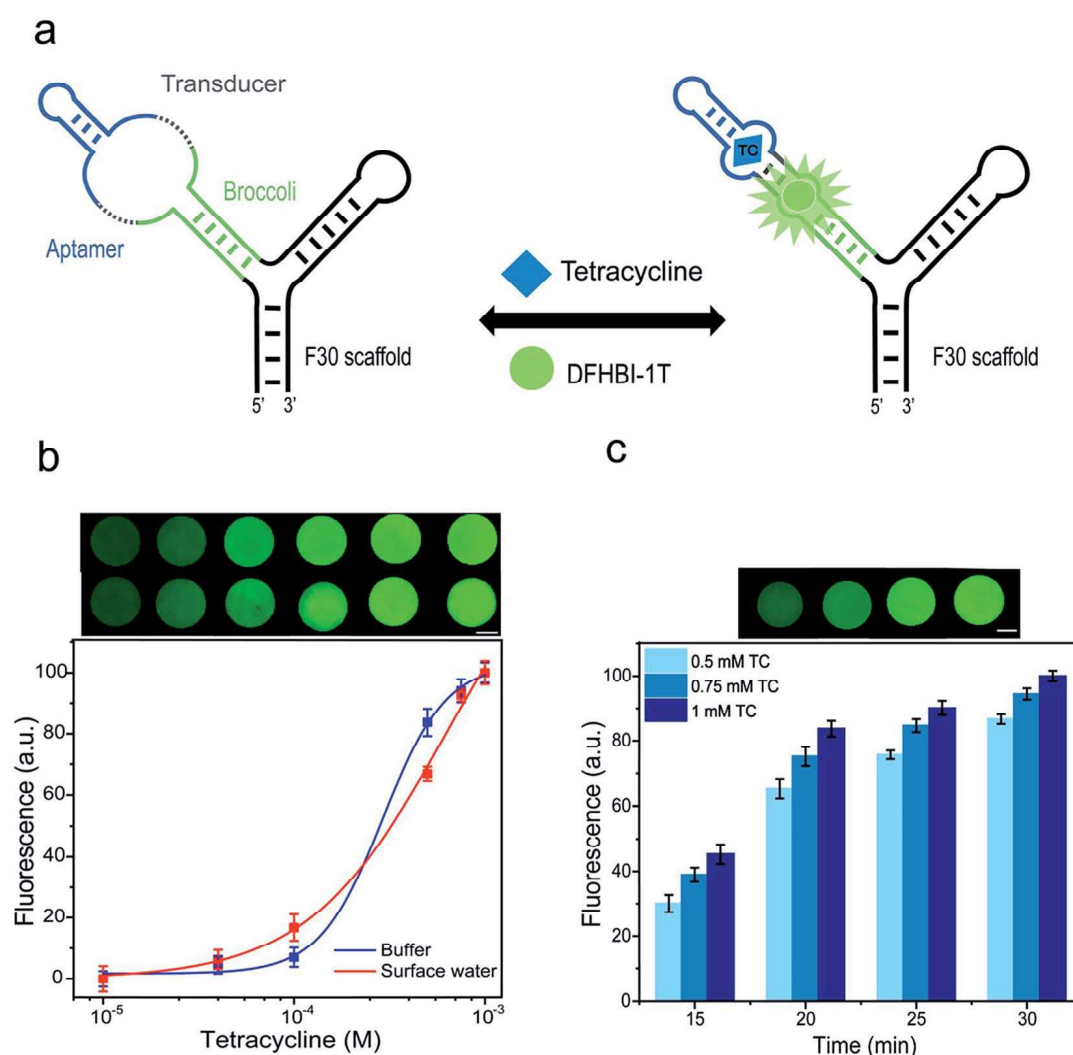 a
Transducer
Broccoli
Aptamer
F30 scaffold
5' 3'
Tetracycline
DFHBI-1T
TC
F30 scaffold
5' 3'
b
100
80
60
40
20
0
Fluorescence (a.u.)
Buffer
Surface water
10-5 10-4 10-3
Tetracycline (M)
c
0.5 mM TC
0.75 mM TC
1 mM TC
100
80
60
40
20
0
Fluorescence (a.u.)
15 20 25 30
Time (min)